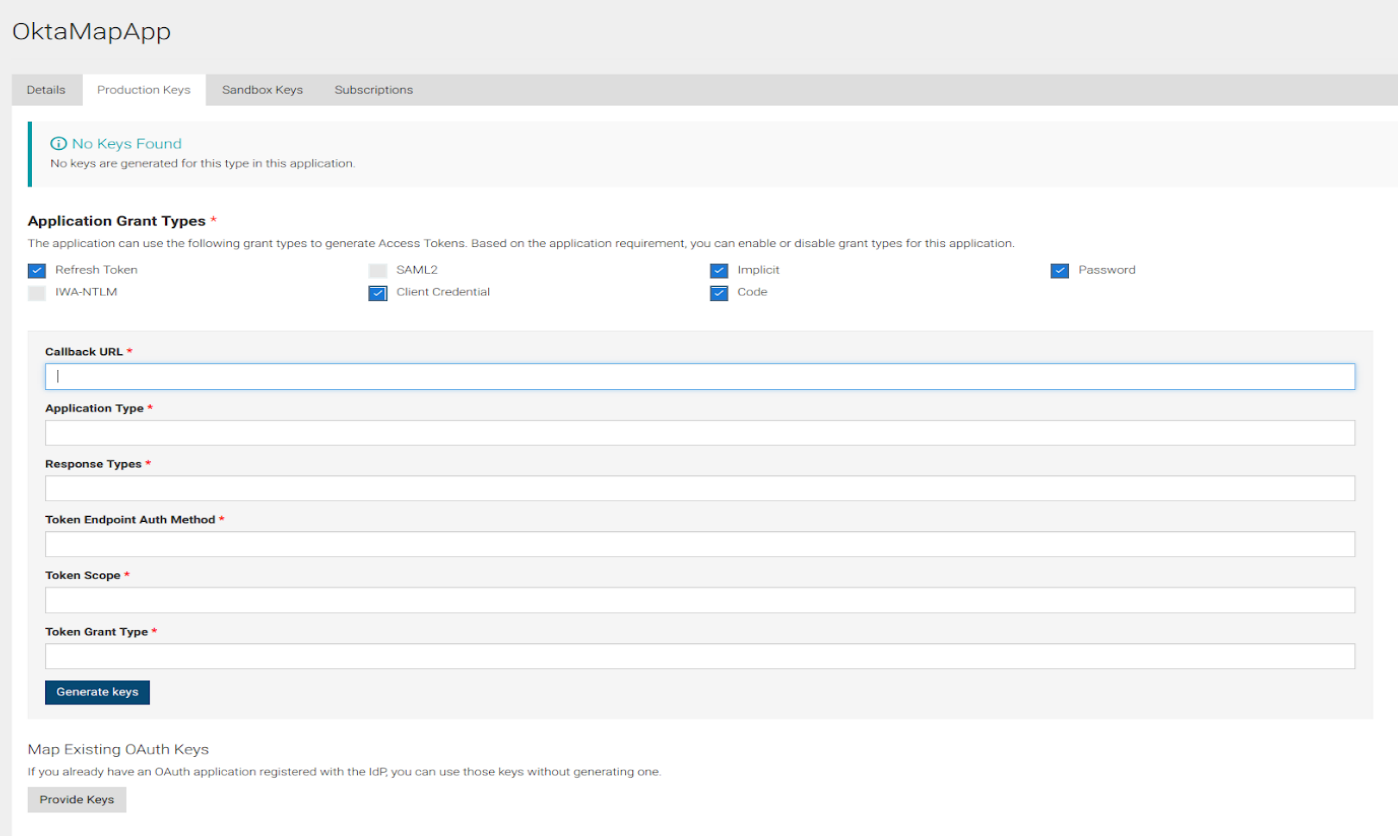 OktaMapApp
Details Production Keys Sandbox Keys Subscriptions
No Keys Found
No keys are generated for this type in this application.
Application Grant Types *
The application can use the following grant types to generate Access Tokens. Based on the application requirement, you can enable or disable grant types for this application.
Refresh Token SAML2 Implicit Password
IWA-NTLM Client Credential Code
Callback URL *
Application Type *
Response Types *
Token Endpoint Auth Method *
Token Scope *
Token Grant Type *
Generate keys
Map Existing OAuth Keys
If you already have an OAuth application registered with the IdP, you can use those keys without generating one.
Provide Keys